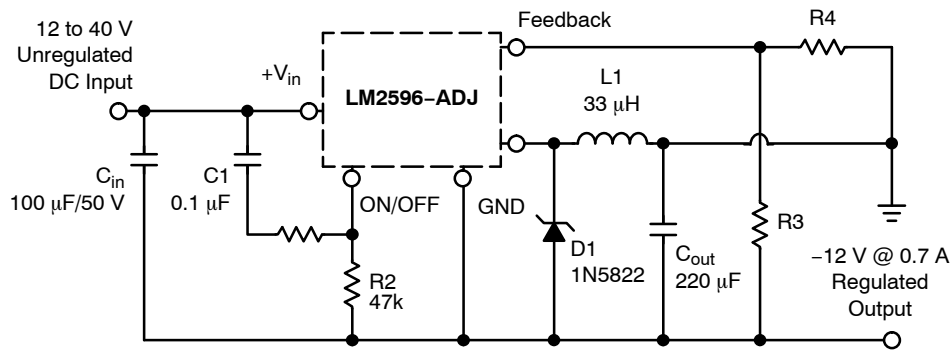 12 to 40 V
Unregulated
DC Input
+Vin
LM2596−ADJ
Feedback
R4
L1
33 μH
Cin
100 μF/50 V
C1
0.1 μF
ON/OFF
GND
R2
47k
D1
1N5822
Cout
220 μF
R3
−12 V @ 0.7 A
Regulated
Output